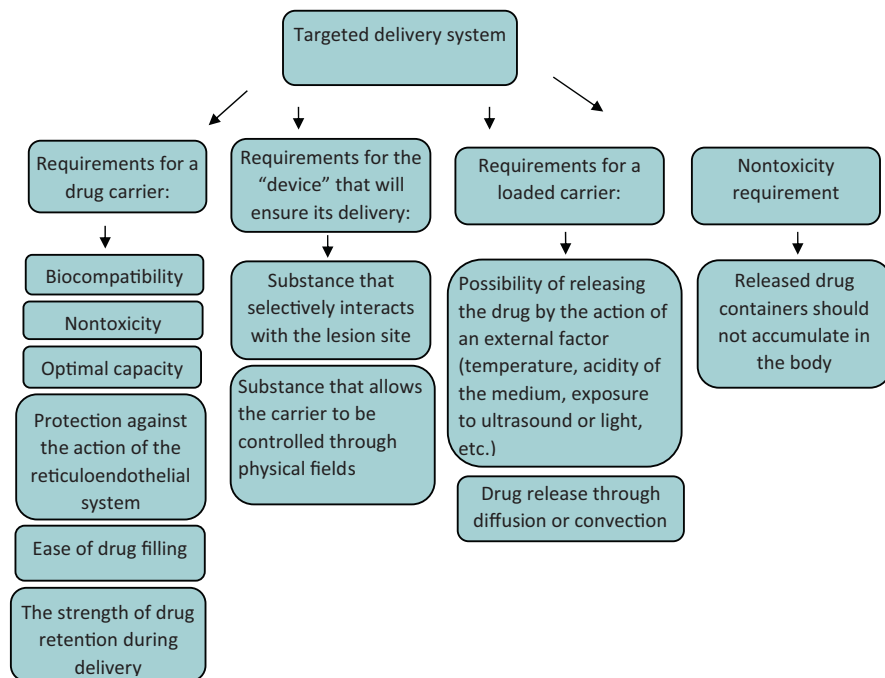 Targeted delivery system
Requirements for a
drug carrier:
Biocompatibility
Nontoxicity
Optimal capacity
Protection against
the action of the
reticuloendothelial
system
Ease of drug filling
The strength of drug
retention during
delivery
Requirements for the
“device” that will
ensure its delivery:
Substance that
selectively interacts
with the lesion site
Substance that allows
the carrier to be
controlled through
physical fields
Requirements for a
loaded carrier:
Possibility of releasing
the drug by the action of
an external factor
(temperature, acidity of
the medium, exposure
to ultrasound or light,
etc.)
Drug release through
diffusion or convection
Nontoxicity
requirement
Released drug
containers should
not accumulate in
the body